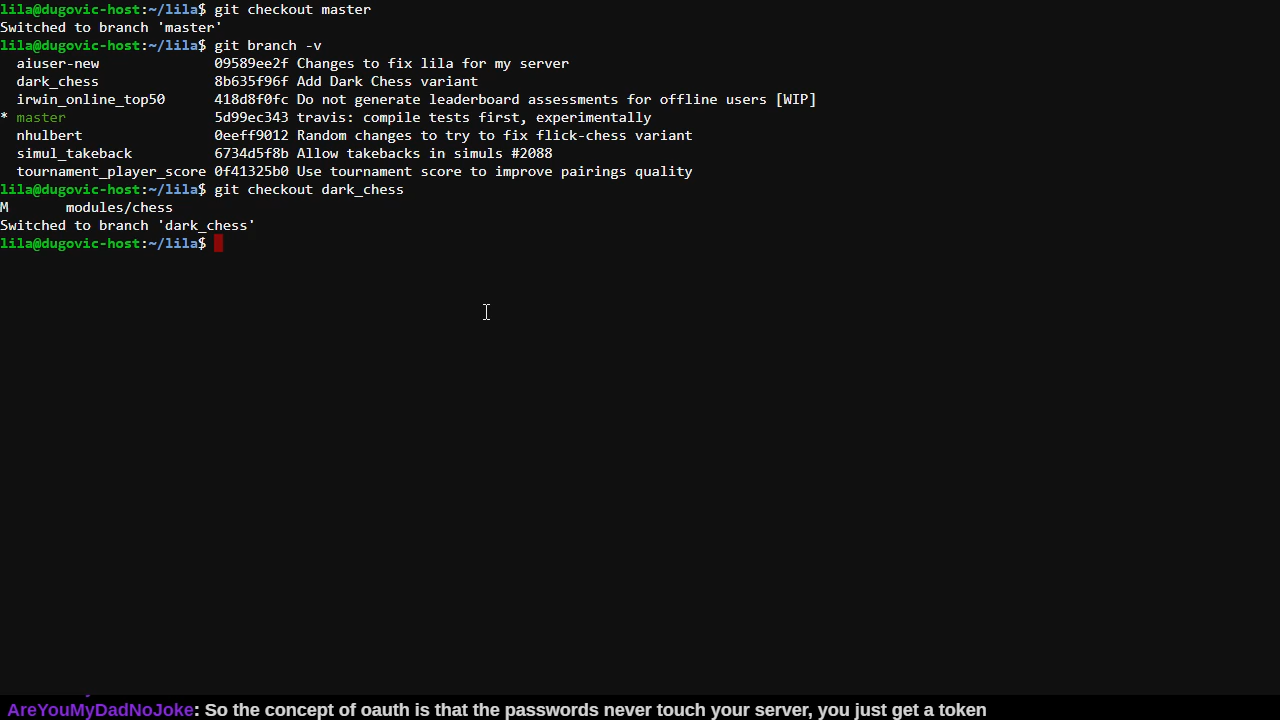 lila@dugovic-host:~/lila$ git checkout master
Switched to branch 'master'
lila@dugovic-host:~/lila$ git branch -v
  aiuser-new              09589ee2f Changes to fix lila for my server
  dark_chess              8b635f96f Add Dark Chess variant
  irwin_online_top50      418d8f0fc Do not generate leaderboard assessments for offline users [WIP]
* master                  5d99ec343 travis: compile tests first, experimentally
  nhulbert                0eeff9012 Random changes to try to fix flick-chess variant
  simul_takeback          6734d5f8b Allow takebacks in simuls #2088
  tournament_player_score 0f41325b0 Use tournament score to improve pairings quality
lila@dugovic-host:~/lila$ git checkout dark_chess
M       modules/chess
Switched to branch 'dark_chess'
lila@dugovic-host:~/lila$
AreYouMyDadNoJoke: So the concept of oauth is that the passwords never touch your server, you just get a token